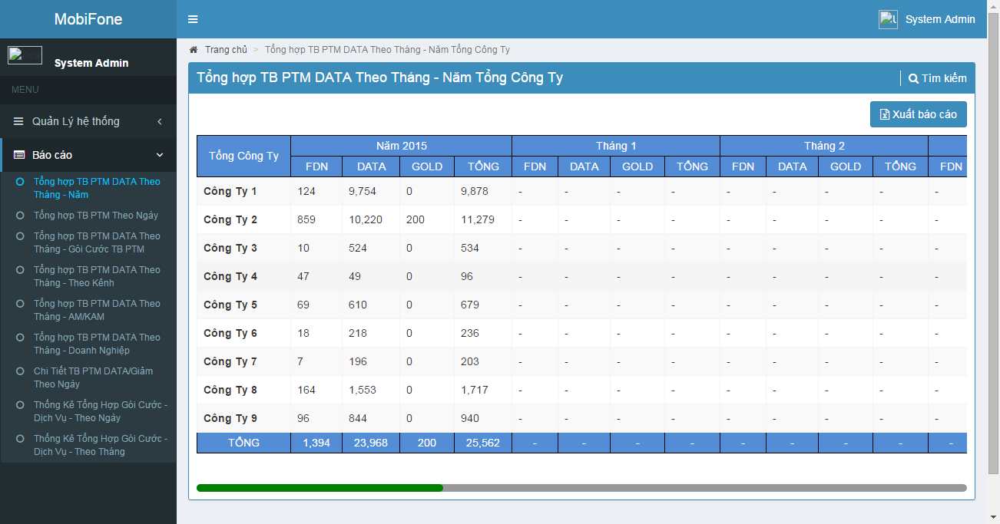 MobiFone
System Admin
System Admin
MENU
Quản Lý hệ thống
Báo cáo
Tổng hợp TB PTM DATA Theo
Tháng - Năm
Tổng hợp TB PTM Theo Ngày
Tổng hợp TB PTM DATA Theo
Tháng - Gói Cước TB PTM
Tổng hợp TB PTM DATA Theo
Tháng - Theo Kênh
Tổng hợp TB PTM DATA Theo
Tháng - AM/KAM
Tổng hợp TB PTM DATA Theo
Tháng - Doanh Nghiệp
Chi Tiết TB PTM DATA/Giảm
Theo Ngày
Thống Kê Tổng Hợp Gói Cước -
Dịch Vụ - Theo Ngày
Thống Kê Tổng Hợp Gói Cước -
Dịch Vụ - Theo Tháng
Trang chủ > Tổng hợp TB PTM DATA Theo Tháng - Năm Tổng Công Ty
Tổng hợp TB PTM DATA Theo Tháng - Năm Tổng Công Ty
Tìm kiếm
Xuất báo cáo
Tổng Công Ty Năm 2015 Tháng 1 Tháng 2
FDN DATA GOLD TỔNG FDN DATA GOLD TỔNG FDN DATA GOLD TỔNG FDN
Công Ty 1 124 9,754 0 9,878 - - - - - - - - -
Công Ty 2 859 10,220 200 11,279 - - - - - - - - -
Công Ty 3 10 524 0 534 - - - - - - - - -
Công Ty 4 47 49 0 96 - - - - - - - - -
Công Ty 5 69 610 0 679 - - - - - - - - -
Công Ty 6 18 218 0 236 - - - - - - - - -
Công Ty 7 7 196 0 203 - - - - - - - - -
Công Ty 8 164 1,553 0 1,717 - - - - - - - - -
Công Ty 9 96 844 0 940 - - - - - - - - -
TỔNG 1,394 23,968 200 25,562 - - - - - - - - -